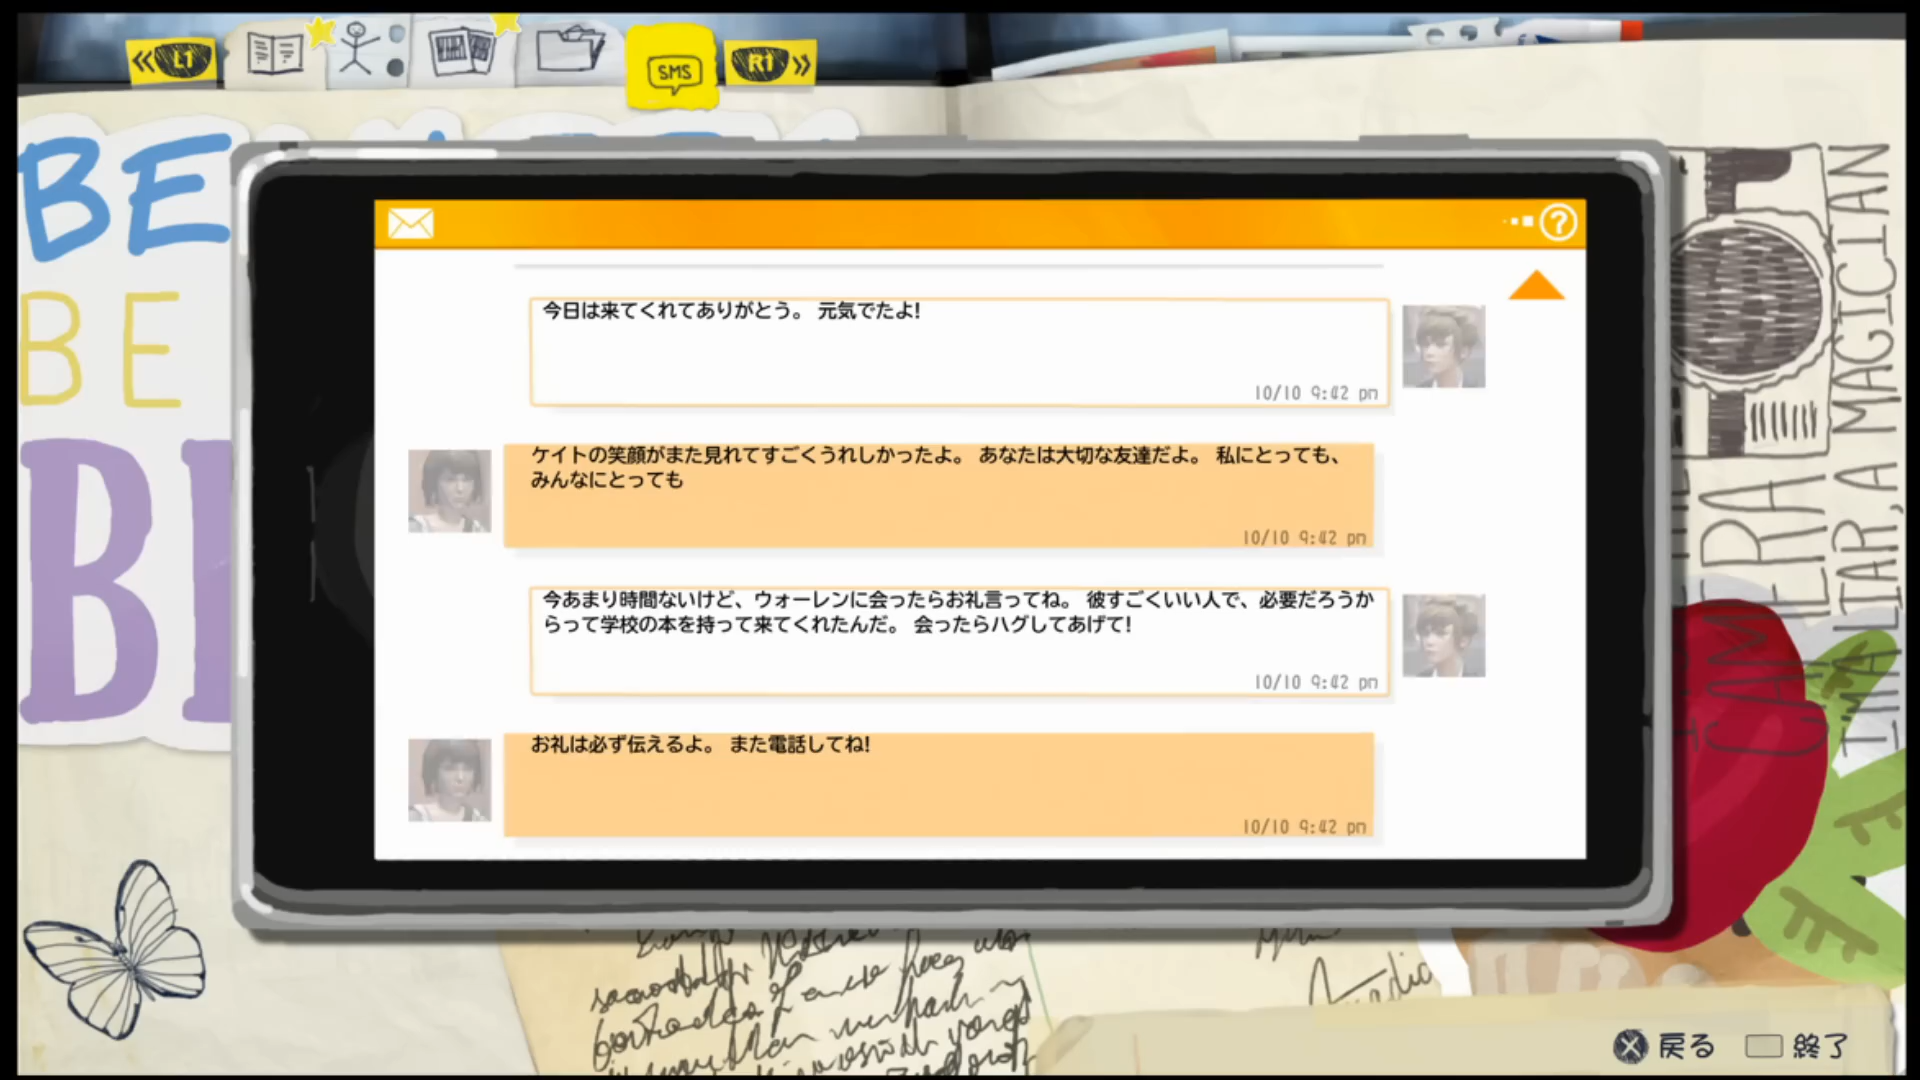 L1
SMS
R1
BE
BE
今日は来てくれてありがとう。 元気でたよ!
10/10 9:42 pm
ケイトの笑顔がまた見れてすごくうれしかったよ。 あなたは大切な友達だよ。 私にとっても、
みんなにとっても
10/10 9:42 pm
今あまり時間ないけど、ウォーレンに会ったらお礼言ってね。 彼すごくいい人で、必要だろうか
らって学校の本を持って来てくれたんだ。 会ったらハグしてあげて!
10/10 9:42 pm
お礼は必ず伝えるよ。 また電話してね!
10/10 9:42 pm
CAMERA
LIAR, A MAGICIAN
戻る 終了